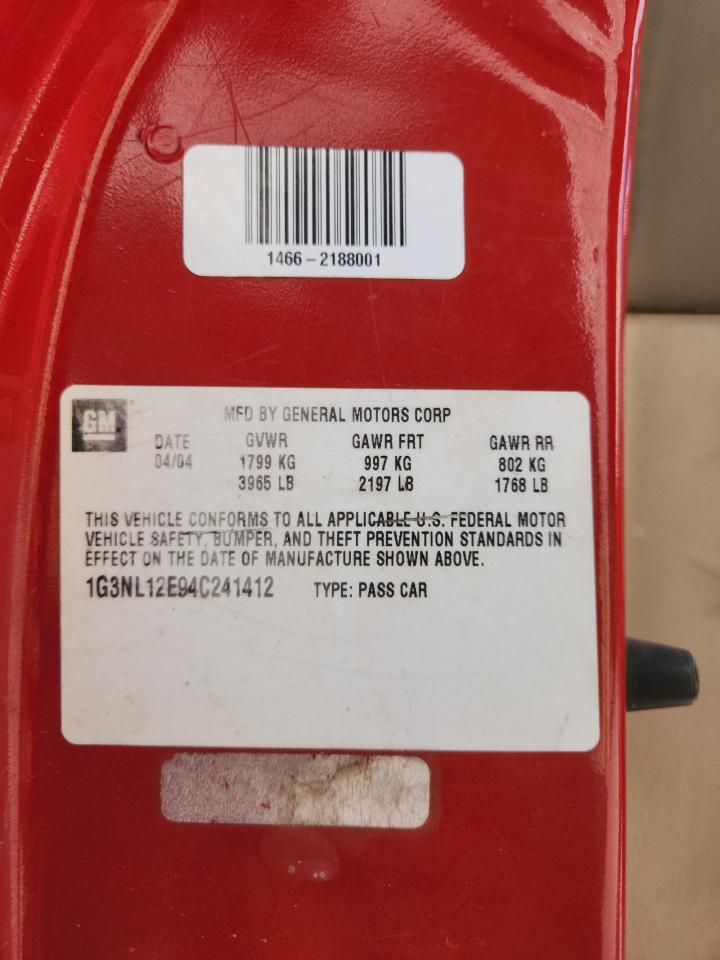 1466-2188001
GM
MFD BY GENERAL MOTORS CORP
DATE GVWR GAWR FRT GAWR RR
04/04 1799 KG 997 KG 802 KG
3965 LB 2197 LB 1768 LB
THIS VEHICLE CONFORMS TO ALL APPLICABLE U.S. FEDERAL MOTOR
VEHICLE SAFETY, BUMPER, AND THEFT PREVENTION STANDARDS IN
EFFECT ON THE DATE OF MANUFACTURE SHOWN ABOVE.
1G3NL12E94C241412 TYPE: PASS CAR